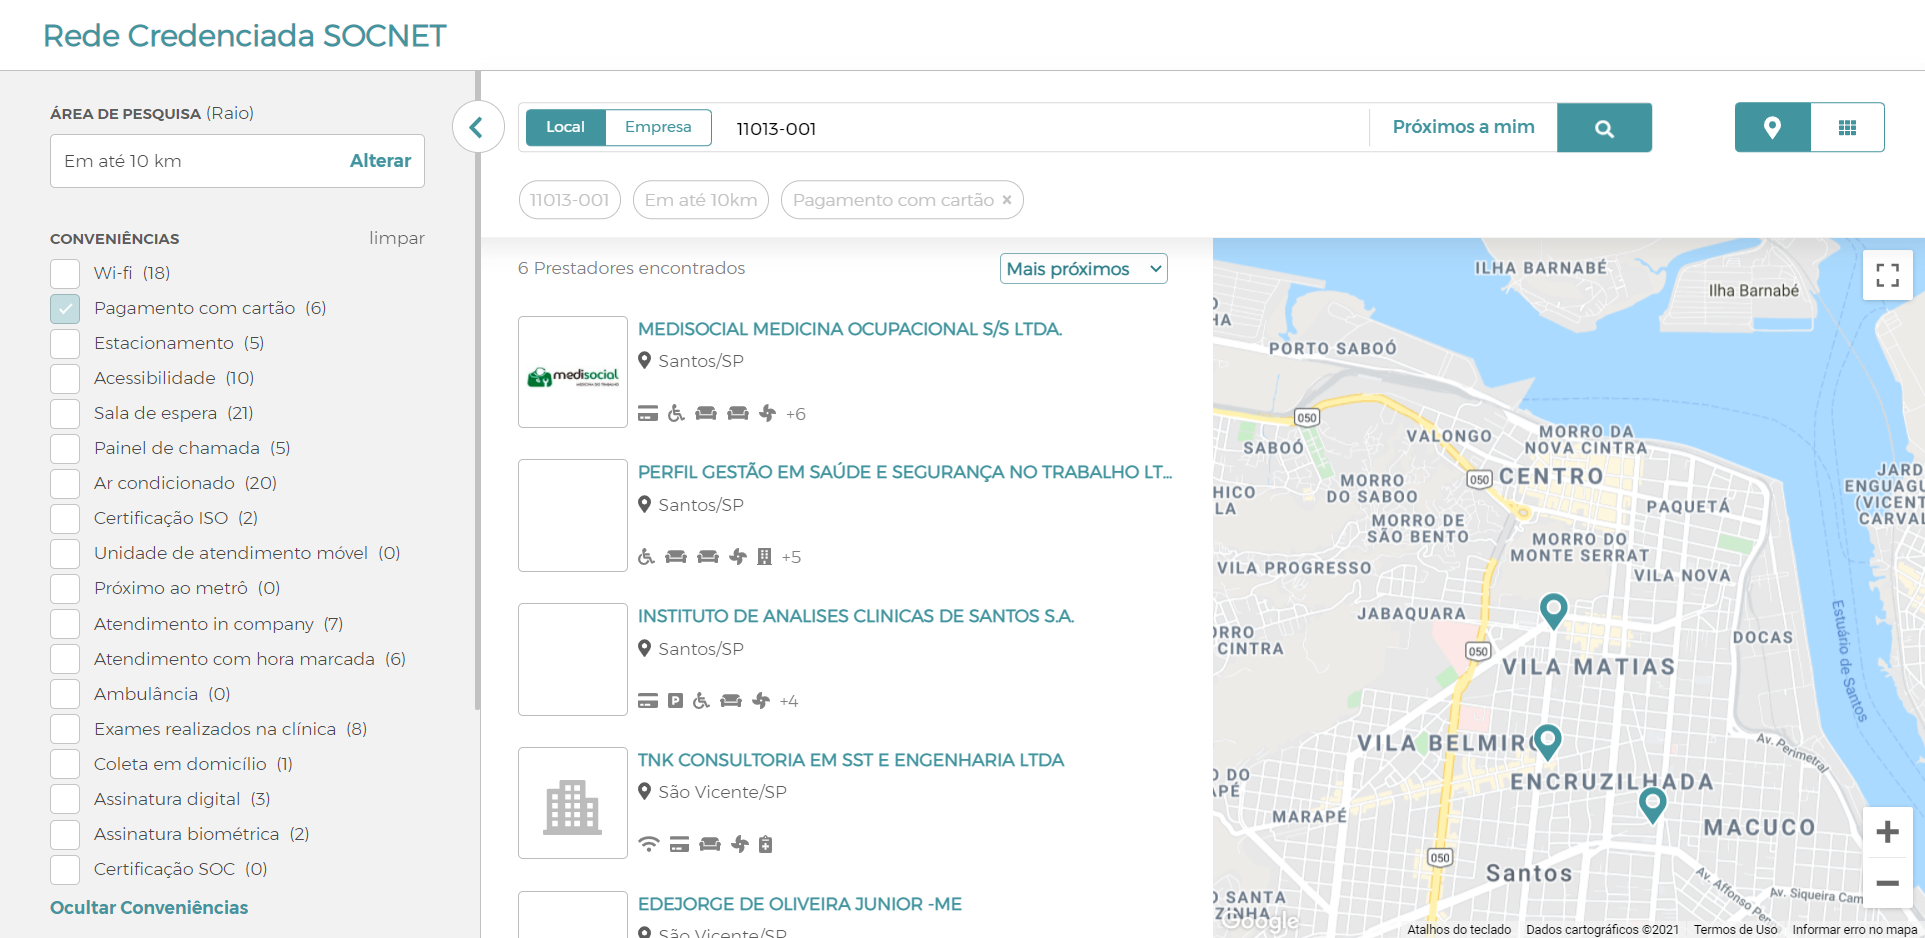 Rede Credenciada SOCNET
ÁREA DE PESQUISA (Raio)
Em até 10 km
Alterar
CONVENIÊNCIAS
limpar
Wi-fi (18)
Pagamento com cartão (6)
Estacionamento (5)
Acessibilidade (10)
Sala de espera (21)
Painel de chamada (5)
Ar condicionado (20)
Certificação ISO (2)
Unidade de atendimento móvel (0)
Próximo ao metrô (0)
Atendimento in company (7)
Atendimento com hora marcada (6)
Ambulância (0)
Exames realizados na clínica (8)
Coleta em domicílio (1)
Assinatura digital (3)
Assinatura biométrica (2)
Certificação SOC (0)
Ocultar Conveniências
Local
Empresa
11013-001
Próximos a mim
11013-001
Em até 10km
Pagamento com cartão ×
6 Prestadores encontrados
Mais próximos
medisocial
MEDICINA DO TRABALHO
MEDISOCIAL MEDICINA OCUPACIONAL S/S LTDA.
Santos/SP
+6
PERFIL GESTÃO EM SAÚDE E SEGURANÇA NO TRABALHO LT...
Santos/SP
+5
INSTITUTO DE ANALISES CLINICAS DE SANTOS S.A.
Santos/SP
P
+4
TNK CONSULTORIA EM SST E ENGENHARIA LTDA
São Vicente/SP
EDEJORGE DE OLIVEIRA JUNIOR -ME
São Vicente/SP
ILHA BARNABÉ
Ilha Barnabé
PORTO SABOÓ
050
SABOÓ
VALONGO
MORRO DA
NOVA CINTRA
050
CENTRO
MORRO
DO SABOO
JARD
ENGUAGU
(VICENT
CARVAL
HICO
LA
PAQUETÁ
MORRO DE
SÃO BENTO
MORRO DO
MONTE SERRAT
VILA PROGRESSO
VILA NOVA
JABAQUARA
ORRO
CINTRA
DOCAS
050
VILA MATIAS
Estuário de Santos
VILA BELMIRO
Av. Perimetral
ENCRUZILHADA
MARAPÉ
MACUCO
050
Santos
Av. Affonso Pena
Av. Siqueira Cam
SANTA
ZINHA
Google
Atalhos do teclado
Dados cartográficos ©2021
Termos de Uso
Informar erro no mapa